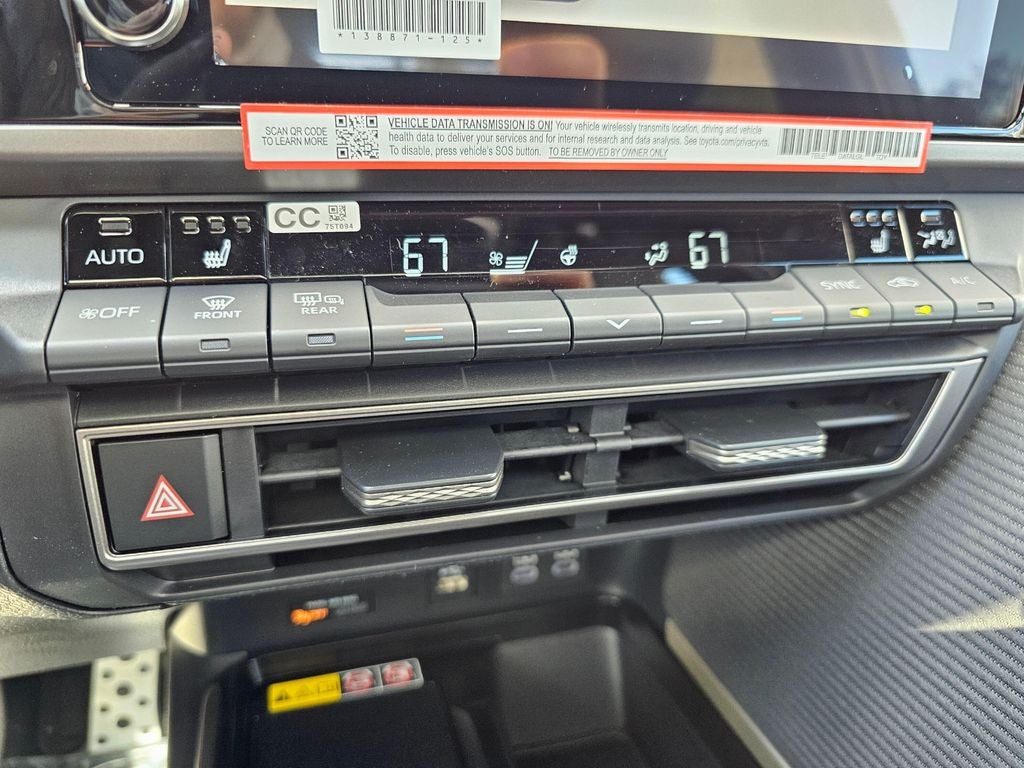 *138871-125*
SCAN QR CODE
TO LEARN MORE
VEHICLE DATA TRANSMISSION IS ON! Your vehicle wirelessly transmits location, driving and vehicle
health data to deliver your services and for internal research and data analysis. See toyota.com/privacyvts.
To disable, press vehicle's SOS button. TO BE REMOVED BY OWNER ONLY
CC
75T094
AUTO
67
67
OFF
FRONT
REAR
SYNC
A/C